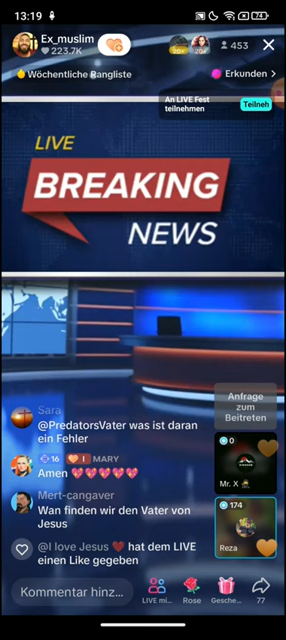 13:19
74
Ex_muslim
223.7K
20+
20+
453
Wöchentliche Rangliste
Erkunden >
An LIVE Fest
teilnehmen
Teilneh
LIVE
BREAKING
NEWS
Sara
@PredatorsVater was ist daran
ein Fehler
16
I
MARY
Amen
Mert-cangaver
Wan finden wir den Vater von
Jesus
@I love Jesus ❤️ hat dem LIVE
einen Like gegeben
Anfrage
zum
Beitreten
0
Mr. X
174
Reza
Kommentar hinz...
LIVE mi...
Rose
Gesche...
77